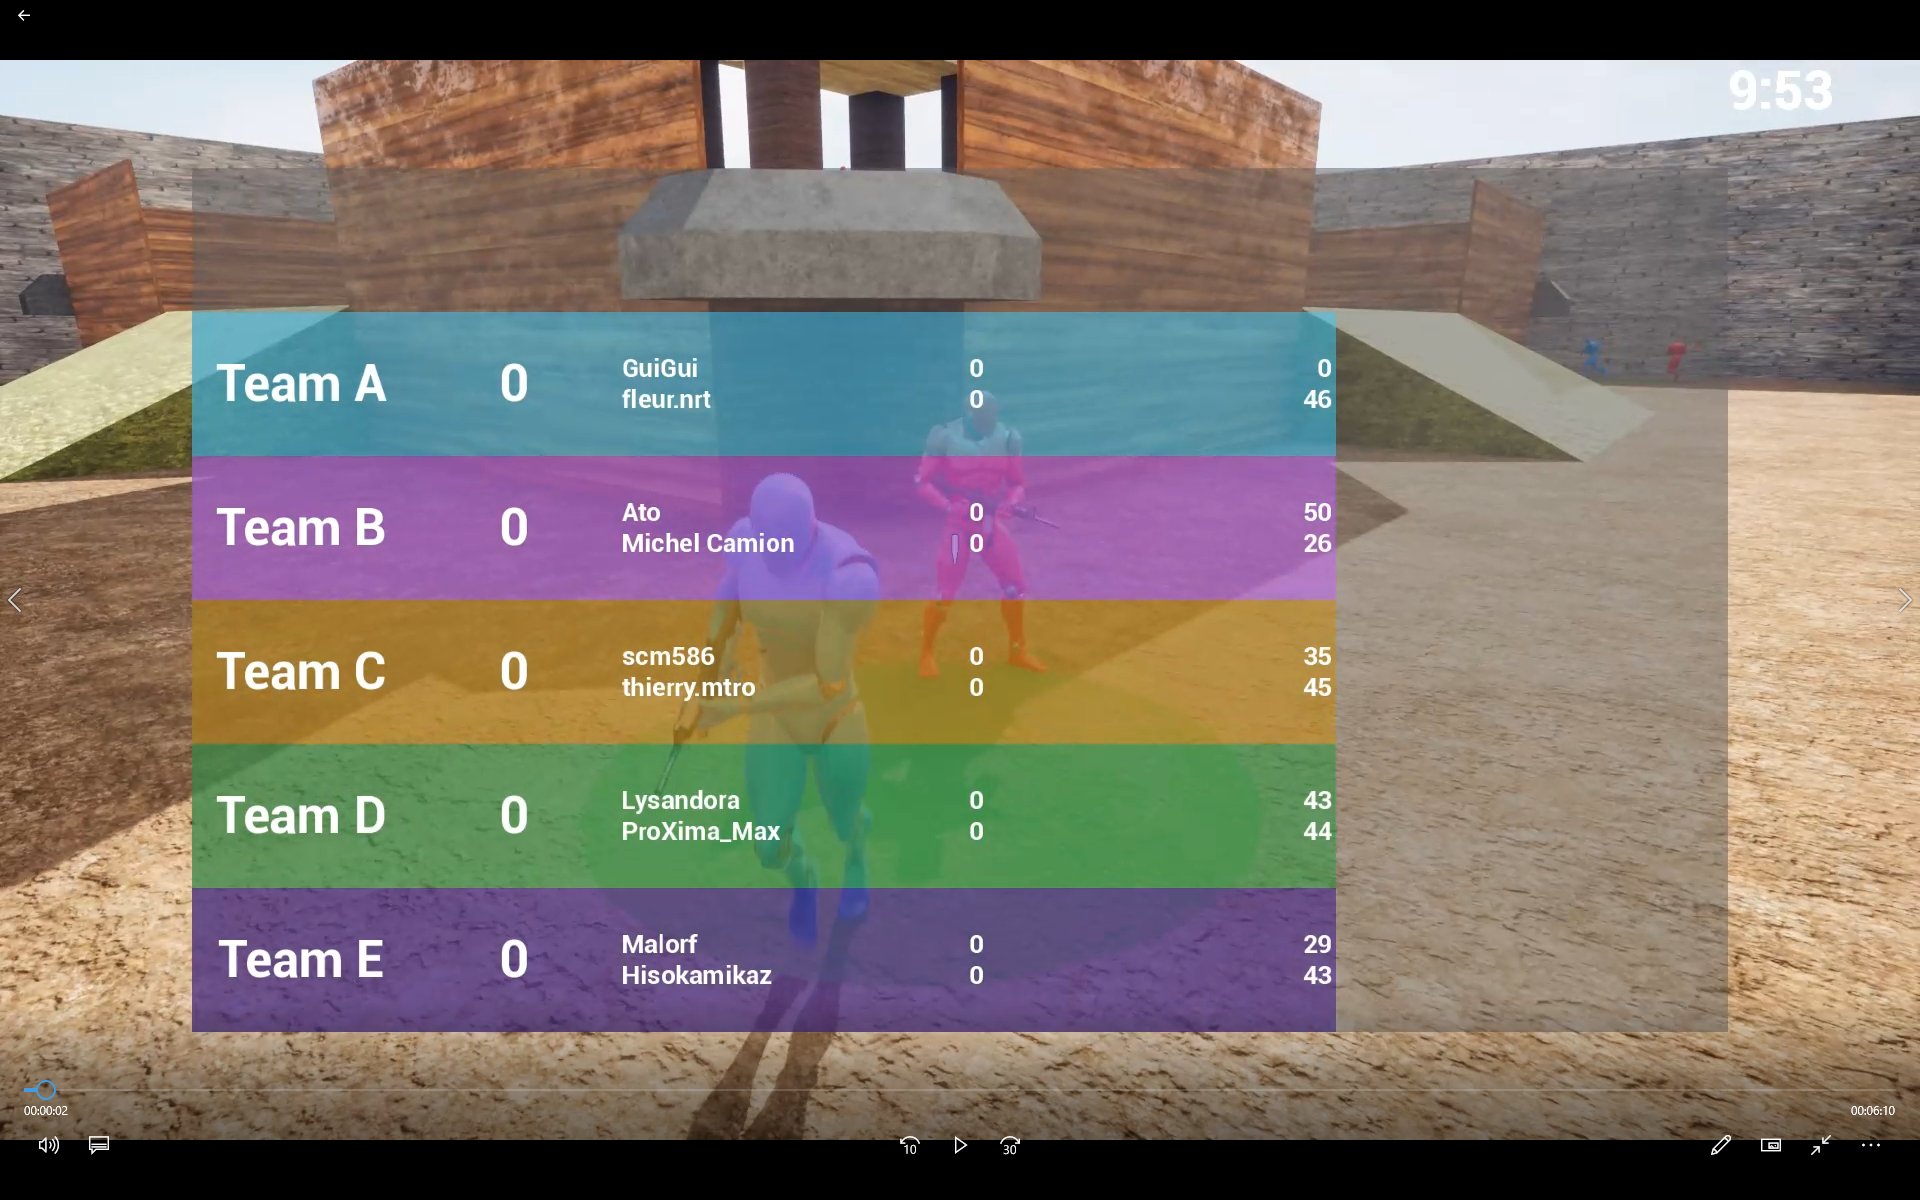 9:53
Team A 0 GuiGui 0 0
fleur.nrt 0 46
Team B 0 Ato 0 50
Michel Camion 0 26
Team C 0 scm586 0 35
thierry.mtro 0 45
Team D 0 Lysandora 0 43
ProXima_Max 0 44
Team E 0 Malorf 0 29
Hisokamikaz 0 43
00:00:02 00:06:10
10 30